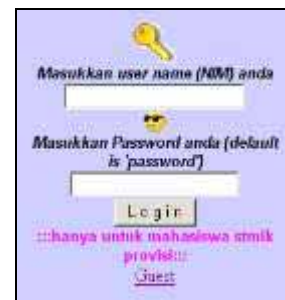 Masukkan user name (NIM) anda
Masukkan Password anda (default
is 'password')
Login
:::hanya untuk mahasiswa stmik
provisi:::
Guest